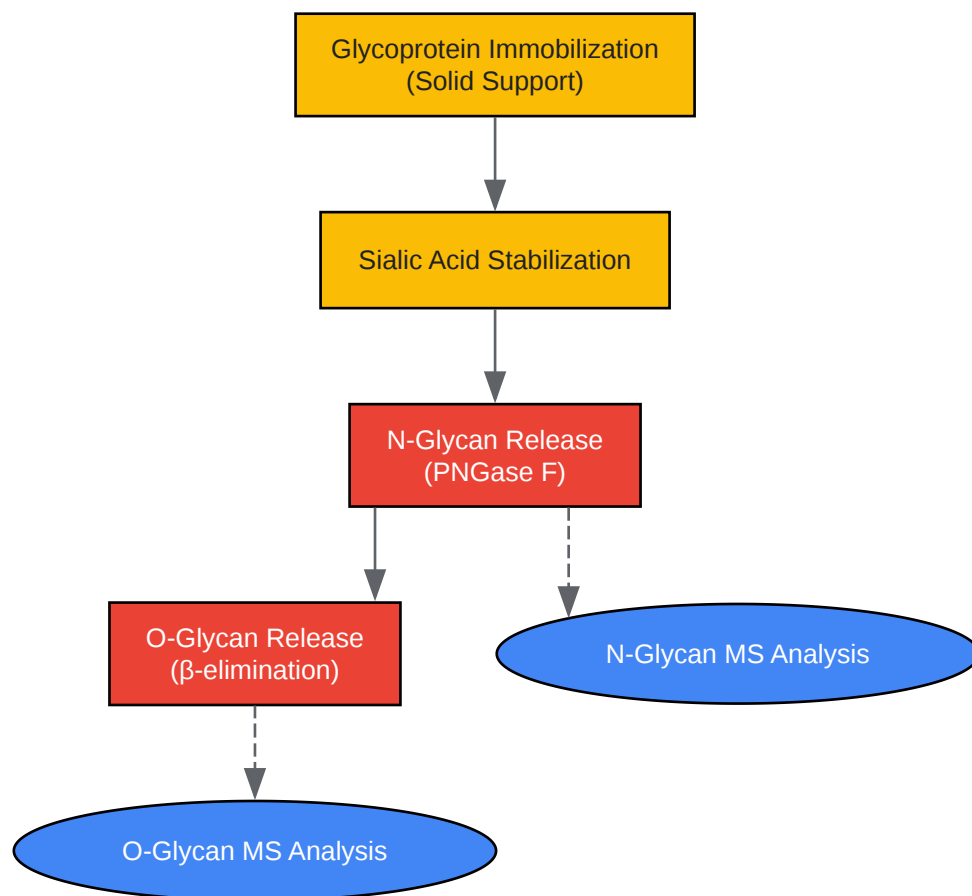 Glycoprotein Immobilization
(Solid Support)
Sialic Acid Stabilization
N-Glycan Release
(PNGase F)
O-Glycan Release
(β-elimination)
N-Glycan MS Analysis
O-Glycan MS Analysis